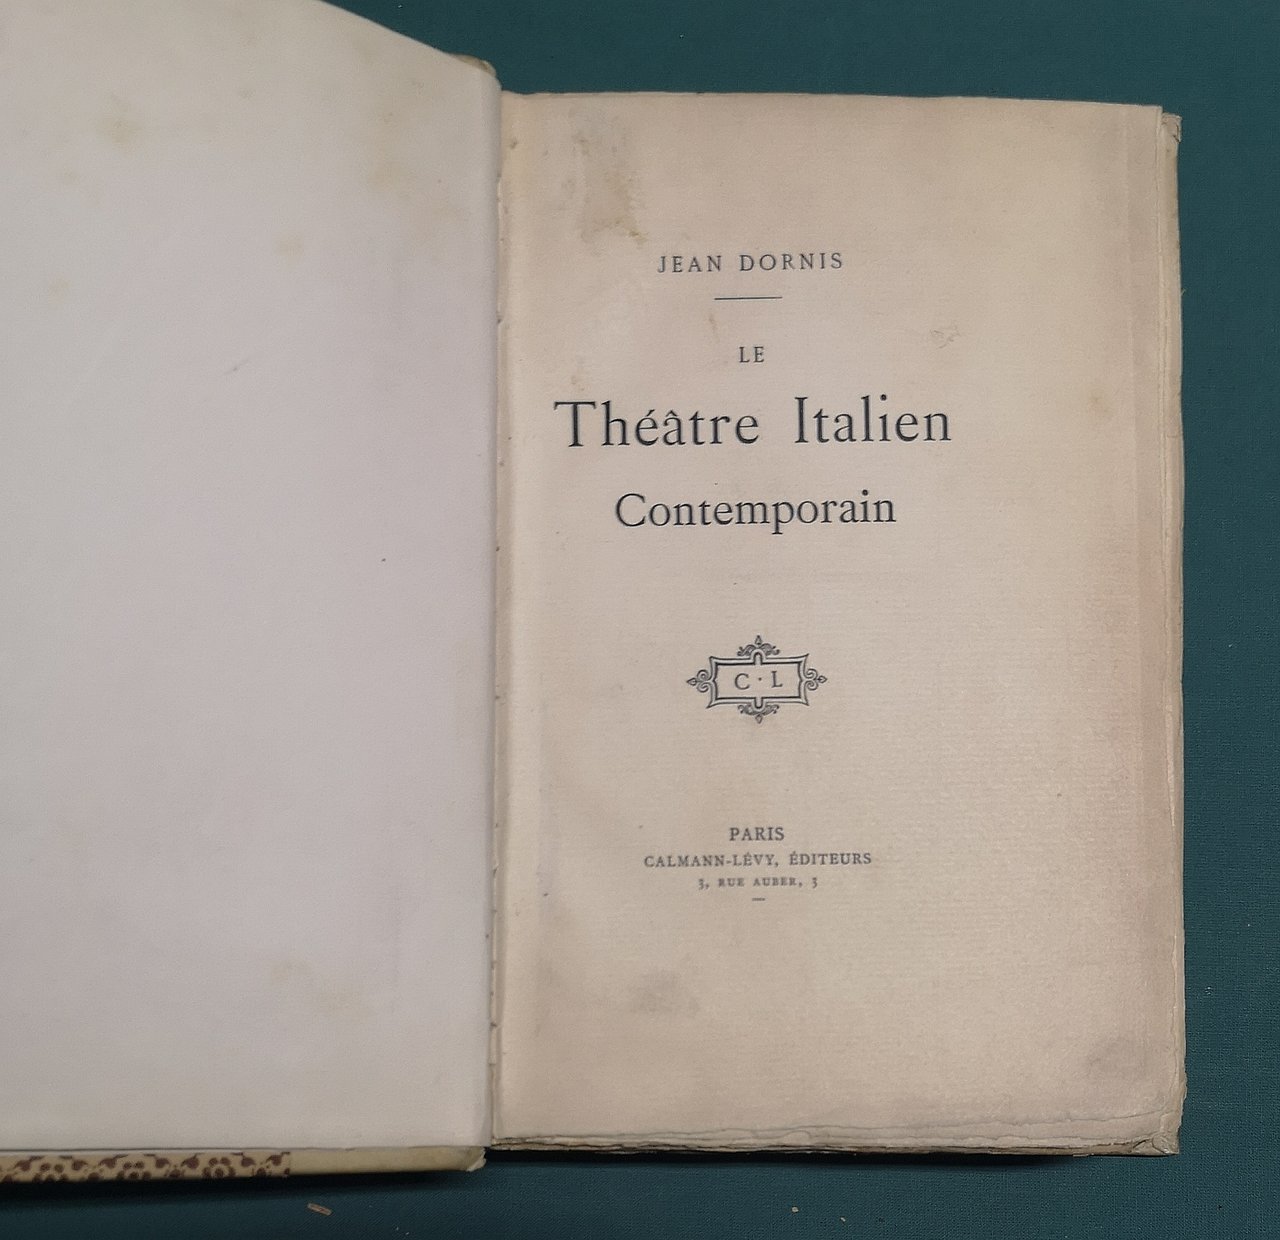 JEAN DORNIS
LE
Théâtre Italien
Contemporain
C · L
PARIS
CALMANN-LÉVY, ÉDITEURS
3, RUE AUBER, 3